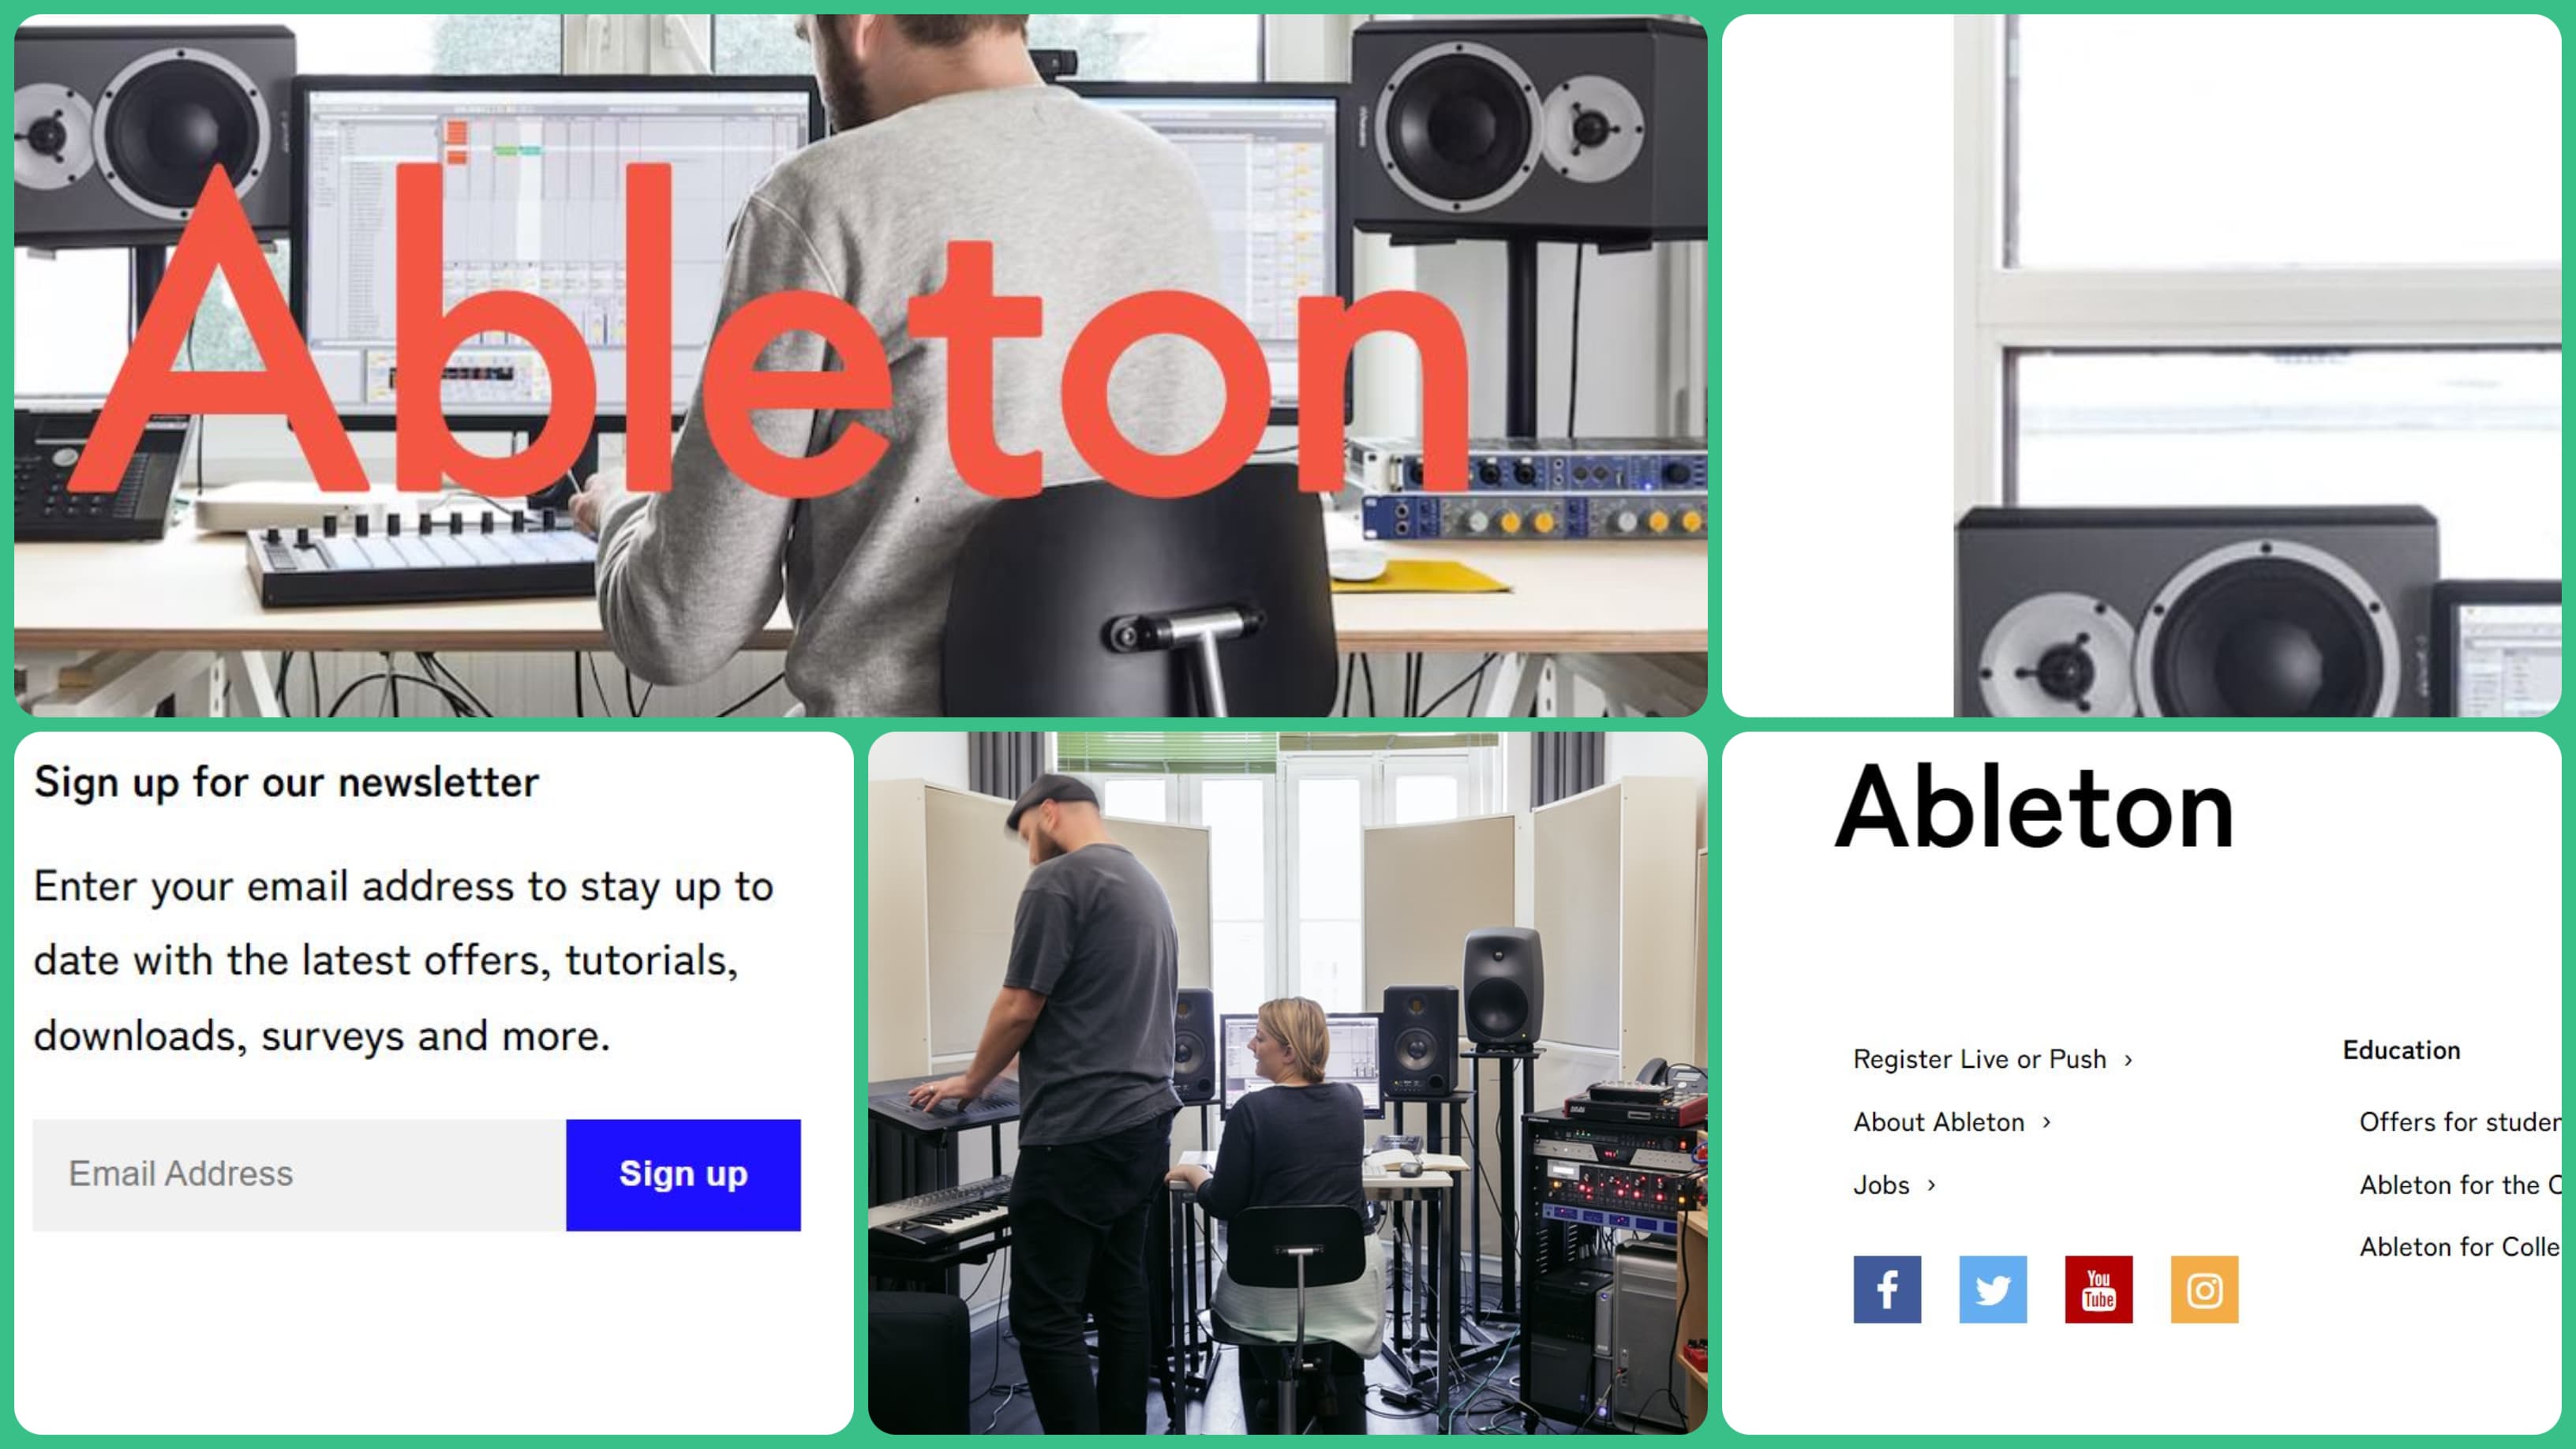 Ableton
Sign up for our newsletter
Enter your email address to stay up to
date with the latest offers, tutorials,
downloads, surveys and more.
Email Address
Sign up
Ableton
Register Live or Push ›
About Ableton ›
Jobs ›
You
Tube
Education
Offers for studen
Ableton for the C
Ableton for Colle